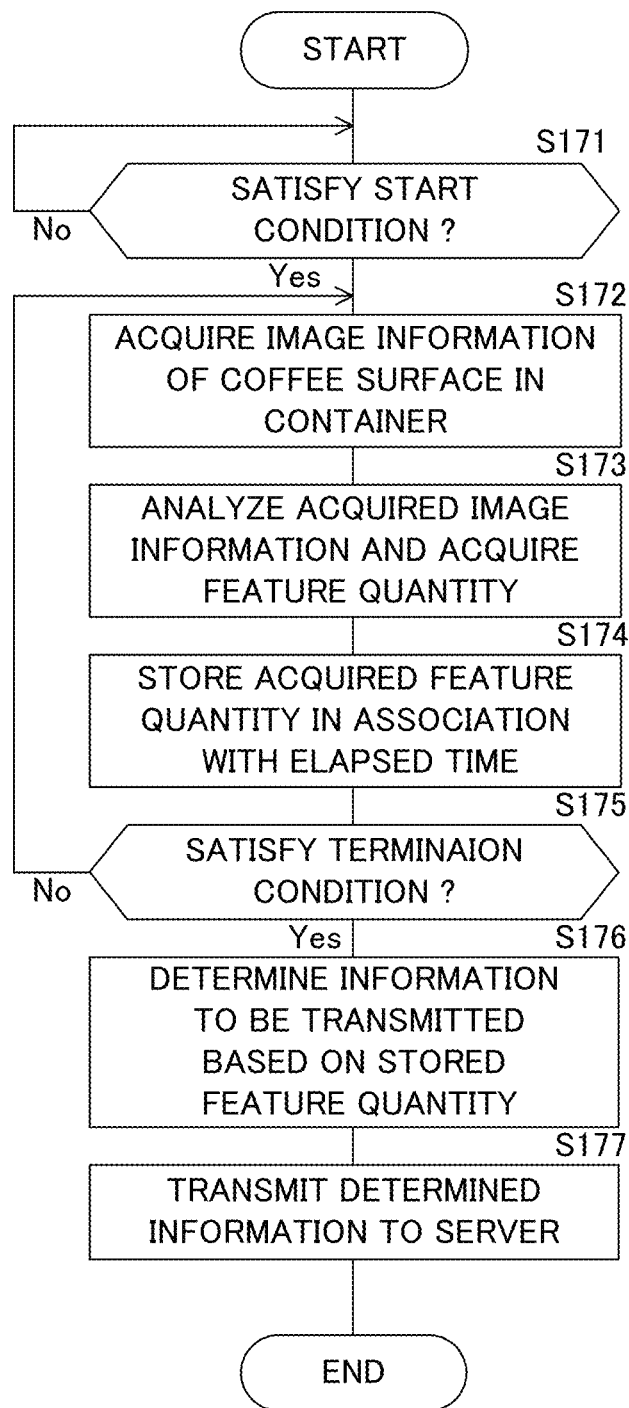 START
S171
SATISFY START
CONDITION ?
No
Yes
S172
ACQUIRE IMAGE INFORMATION
OF COFFEE SURFACE IN
CONTAINER
S173
ANALYZE ACQUIRED IMAGE
INFORMATION AND ACQUIRE
FEATURE QUANTITY
S174
STORE ACQUIRED FEATURE
QUANTITY IN ASSOCIATION
WITH ELAPSED TIME
S175
SATISFY TERMINAION
CONDITION ?
No
Yes
S176
DETERMINE INFORMATION
TO BE TRANSMITTED
BASED ON STORED
FEATURE QUANTITY
S177
TRANSMIT DETERMINED
INFORMATION TO SERVER
END